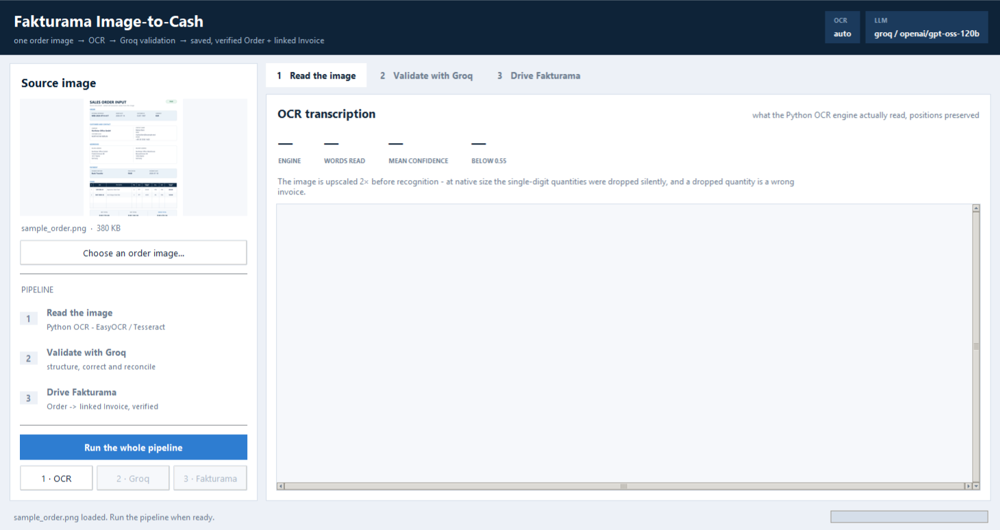 Fakturama Image-to-Cash
one order image → OCR → Groq validation → saved, verified Order + linked Invoice
OCR
auto
LLM
groq / openai/gpt-oss-120b
Source image
SALES ORDER INPUT
sample_order.png · 380 KB
Choose an order image...
PIPELINE
1 Read the image
Python OCR - EasyOCR / Tesseract
2 Validate with Groq
structure, correct and reconcile
3 Drive Fakturama
Order -> linked Invoice, verified
Run the whole pipeline
1 · OCR
2 · Groq
3 · Fakturama
1 Read the image
2 Validate with Groq
3 Drive Fakturama
OCR transcription
what the Python OCR engine actually read, positions preserved
— — — —
ENGINE WORDS READ MEAN CONFIDENCE BELOW 0.55
The image is upscaled 2× before recognition - at native size the single-digit quantities were dropped silently, and a dropped quantity is a wrong
invoice.
sample_order.png loaded. Run the pipeline when ready.